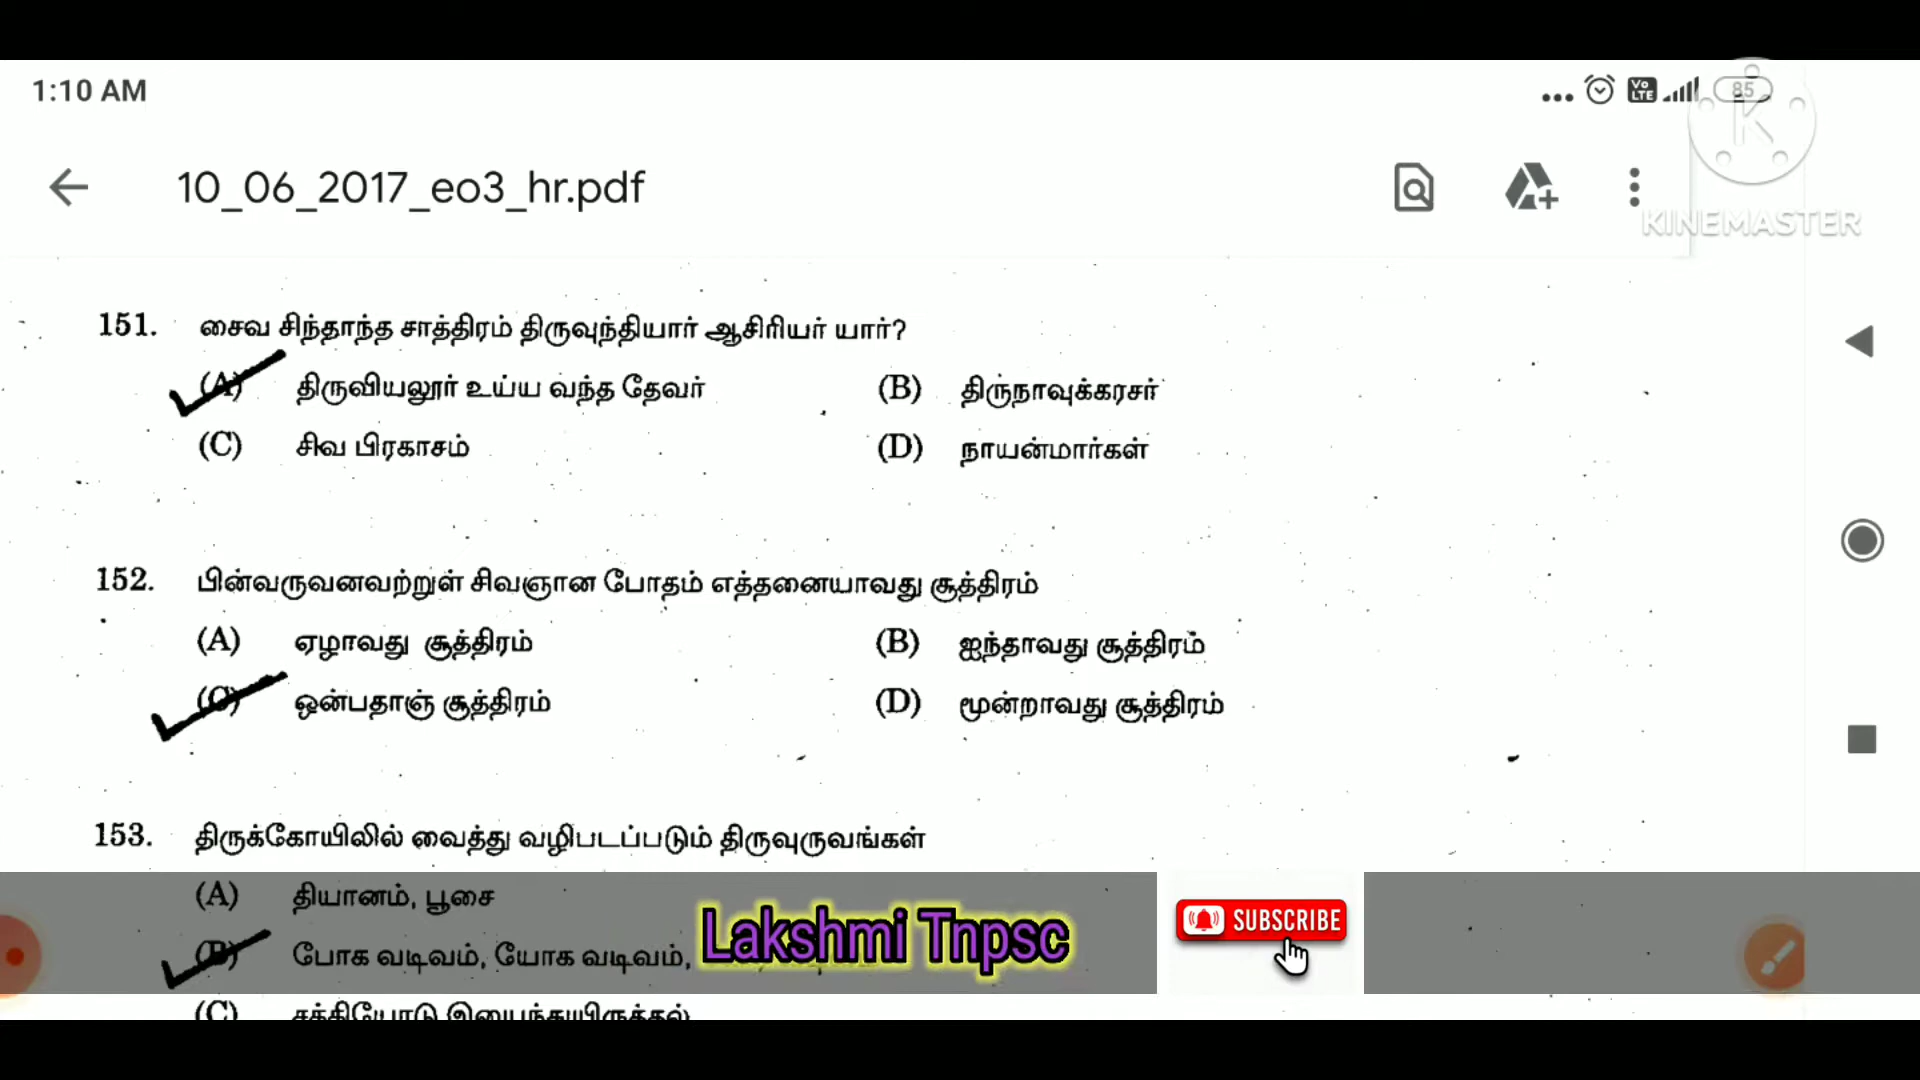 1:10 AM
85
10_06_2017_eo3_hr.pdf
KINEMASTER
151. சைவ சிந்தாந்த சாத்திரம் திருவுந்தியார் ஆசிரியர் யார்?
(A) திருவியலூர் உய்ய வந்த தேவர் (B) திருநாவுக்கரசர்
(C) சிவ பிரகாசம் (D) நாயன்மார்கள்
152. பின்வருவனவற்றுள் சிவஞான போதம் எத்தனையாவது சூத்திரம்
(A) ஏழாவது சூத்திரம் (B) ஐந்தாவது சூத்திரம்
(C) ஒன்பதாஞ் சூத்திரம் (D) மூன்றாவது சூத்திரம்
153. திருக்கோயிலில் வைத்து வழிபடப்படும் திருவுருவங்கள்
(A) தியானம், பூசை
(B) போக வடிவம், யோக வடிவம்,
Lakshmi Tnpsc
SUBSCRIBE
(C)